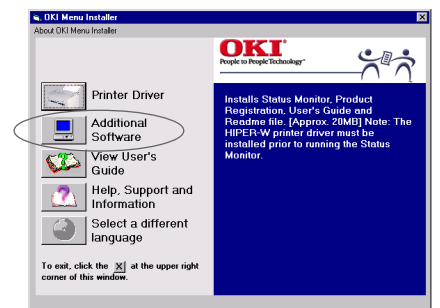 OKI Menu Installer
About OKI Menu Installer
OKI
People to People Technology
Printer Driver
Additional
Software
View User's
Guide
Help, Support and
Information
Select a different
language
To exit, click the X at the upper right
corner of this window.
Installs Status Monitor, Product
Registration, User's Guide and
Readme file. [Approx. 20MB] Note: The
HIPER-W printer driver must be
installed prior to running the Status
Monitor.